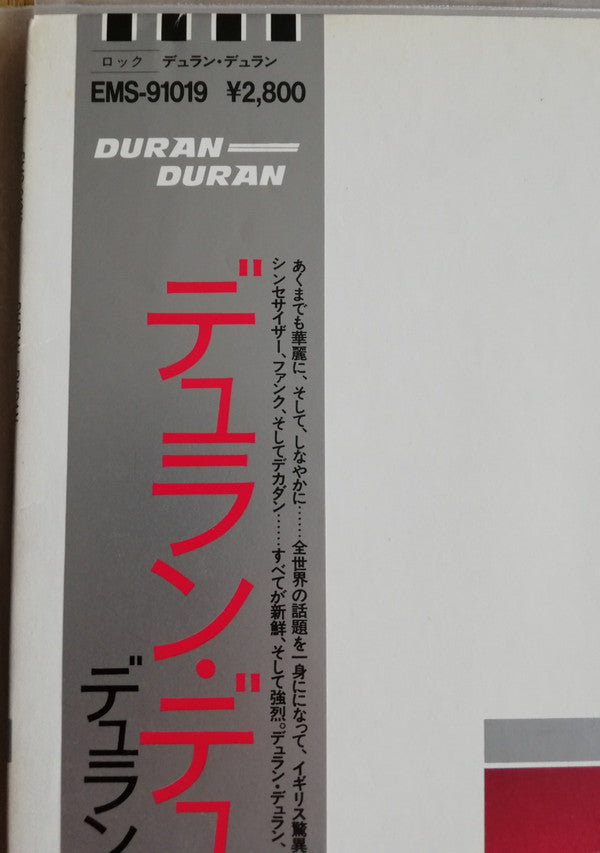 ロック デュラン・デュラン
EMS-91019 ¥2,800
DURAN
DURAN
あくまでも華麗に、そして、しなやかに……全世界の話題を一身にになって、イギリス驚異
シンセサイザー、ファンク、そしてデカダン……すべてが新鮮、そして強烈。デュラン・デュラン、
デュラン・デュ
デュラン